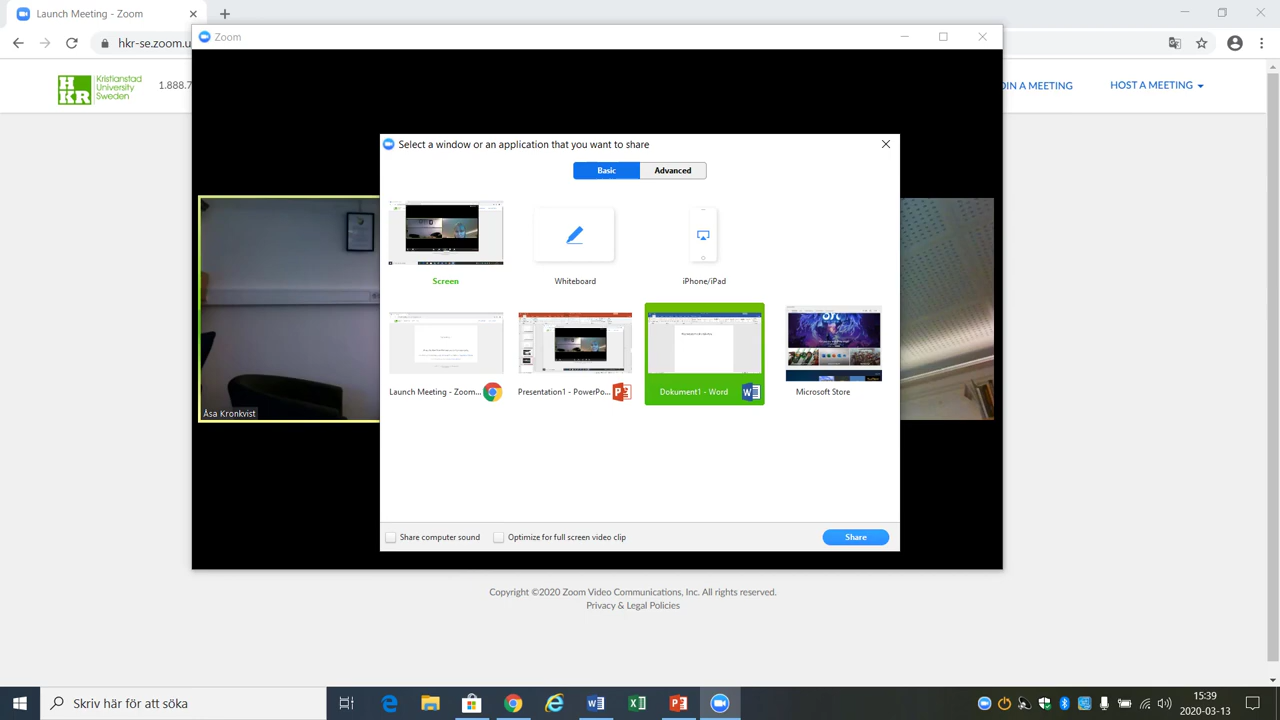 Launch Meeting - Zoom
hkr-se.zoom.u
Zoom
HKR Kristianstad University Sweden
1.888.7
OIN A MEETING
HOST A MEETING
Select a window or an application that you want to share
Basic
Advanced
Screen
Whiteboard
iPhone/iPad
Launch Meeting - Zoom...
Presentation1 - PowerPo...
Dokument1 - Word
Microsoft Store
Åsa Kronkvist
Share computer sound
Optimize for full screen video clip
Share
Copyright ©2020 Zoom Video Communications, Inc. All rights reserved.
Privacy & Legal Policies
Skriv här för att söka
15:39
2020-03-13